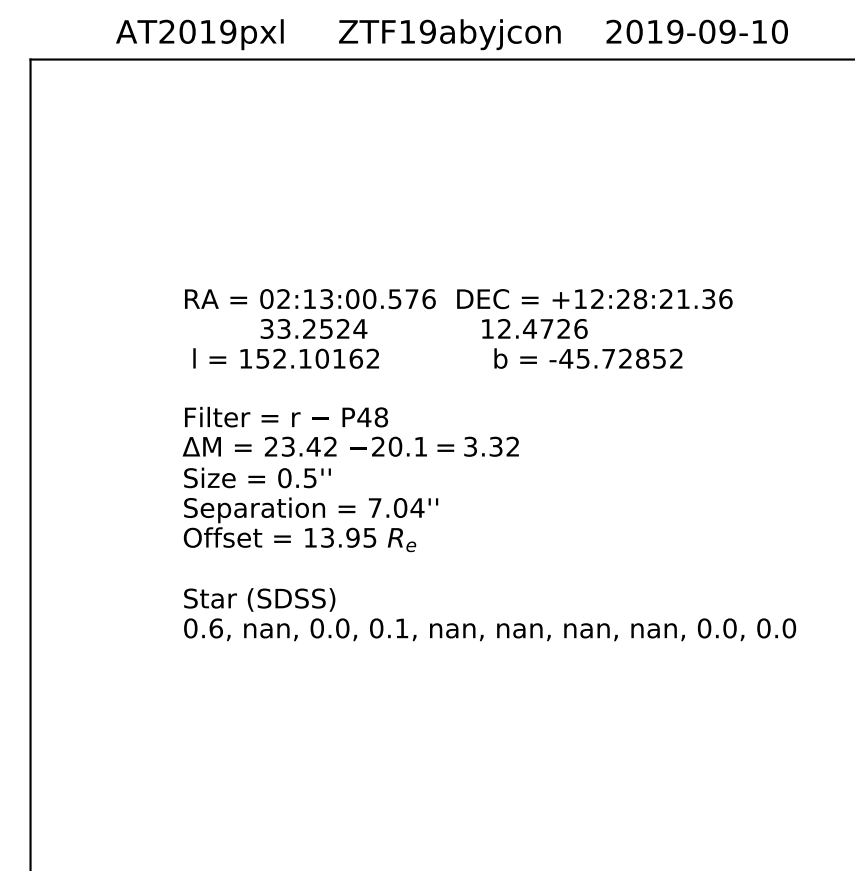 AT2019pxl ZTF19abyjcon 2019-09-10
RA = 02:13:00.576 DEC = +12:28:21.36
33.2524 12.4726
l = 152.10162 b = -45.72852
Filter = r − P48
ΔM = 23.42 −20.1 = 3.32
Size = 0.5''
Separation = 7.04''
Offset = 13.95 Re
Star (SDSS)
0.6, nan, 0.0, 0.1, nan, nan, nan, nan, 0.0, 0.0